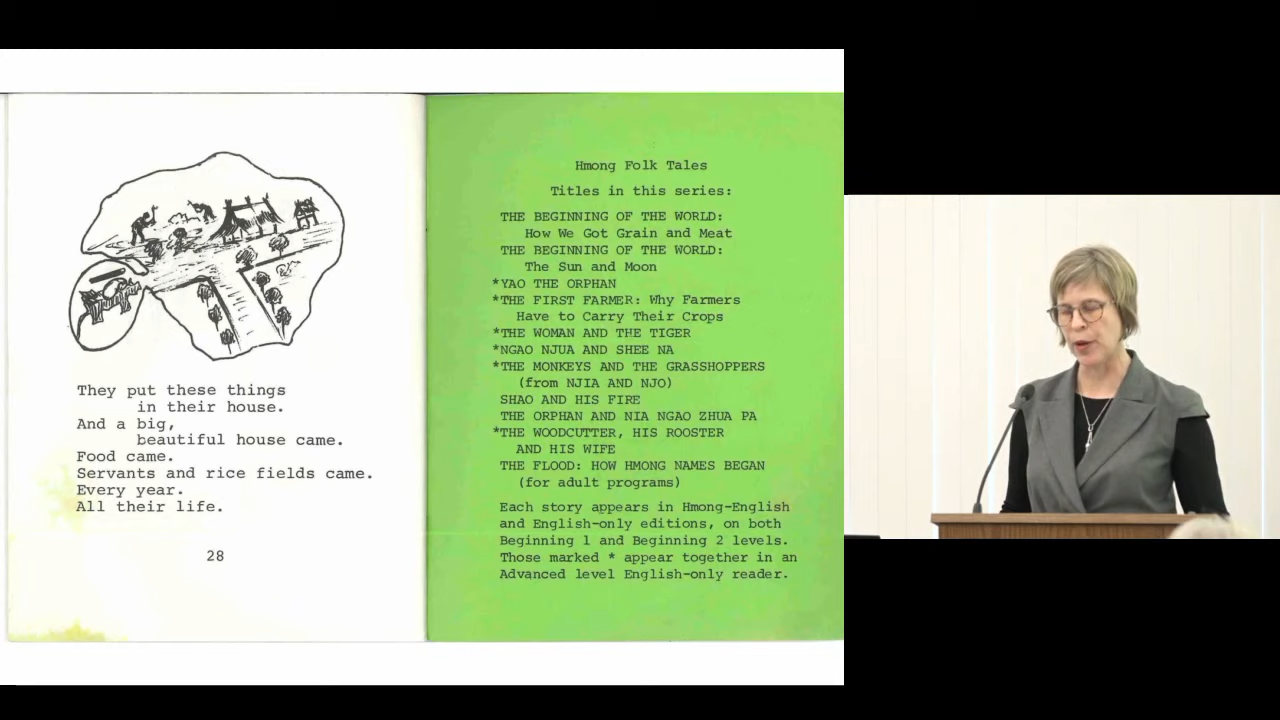 They put these things
in their house.
And a big,
beautiful house came.
Food came.
Servants and rice fields came.
Every year.
All their life.
28
Hmong Folk Tales
Titles in this series:
THE BEGINNING OF THE WORLD:
How We Got Grain and Meat
THE BEGINNING OF THE WORLD:
The Sun and Moon
*YAO THE ORPHAN
*THE FIRST FARMER: Why Farmers
Have to Carry Their Crops
*THE WOMAN AND THE TIGER
*NGAO NJUA AND SHEE NA
*THE MONKEYS AND THE GRASSHOPPERS
(from NJIA AND NJO)
SHAO AND HIS FIRE
THE ORPHAN AND NIA NGAO ZHUA PA
*THE WOODCUTTER, HIS ROOSTER
AND HIS WIFE
THE FLOOD: HOW HMONG NAMES BEGAN
(for adult programs)
Each story appears in Hmong-English
and English-only editions, on both
Beginning 1 and Beginning 2 levels.
Those marked * appear together in an
Advanced level English-only reader.